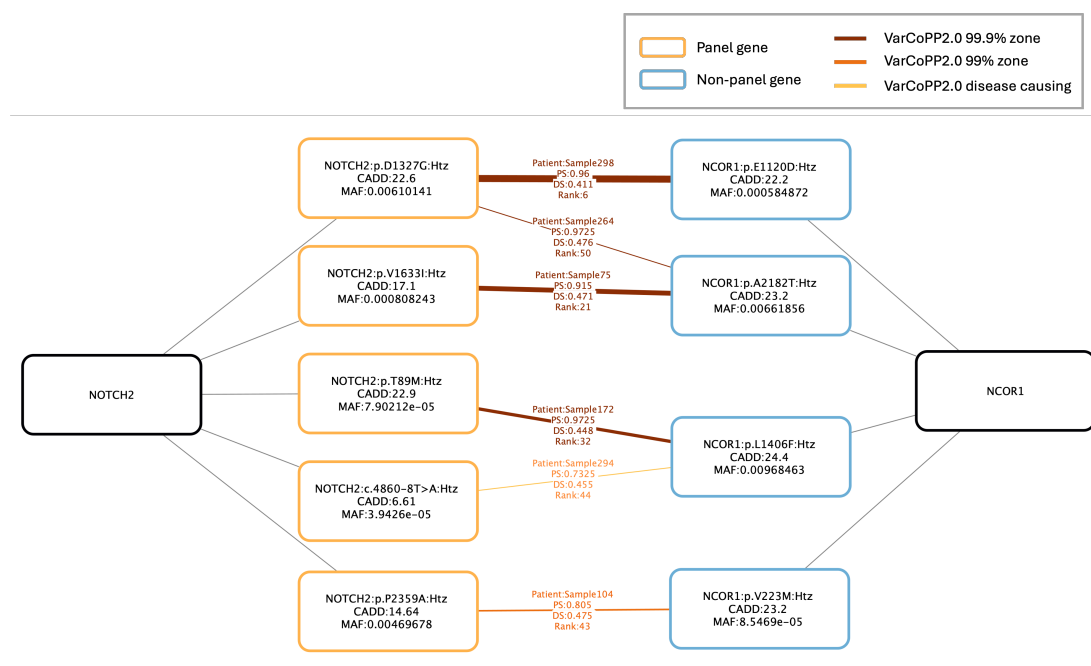 Panel gene
Non-panel gene
VarCoPP2.0 99.9% zone
VarCoPP2.0 99% zone
VarCoPP2.0 disease causing
NOTCH2:p.D1327G:Htz
CADD:22.6
MAF:0.00610141
Patient:Sample298
PS:0.96
DS:0.411
Rank:6
NCOR1:p.E1120D:Htz
CADD:22.2
MAF:0.000584872
Patient:Sample264
PS:0.9725
DS:0.476
Rank:50
NOTCH2:p.V1633I:Htz
CADD:17.1
MAF:0.000808243
Patient:Sample75
PS:0.915
DS:0.471
Rank:21
NCOR1:p.A2182T:Htz
CADD:23.2
MAF:0.00661856
NOTCH2
NOTCH2:p.T89M:Htz
CADD:22.9
MAF:7.90212e-05
Patient:Sample172
PS:0.9725
DS:0.448
Rank:32
NCOR1
NCOR1:p.L1406F:Htz
CADD:24.4
MAF:0.00968463
NOTCH2:c.4860-8T>A:Htz
CADD:6.61
MAF:3.9426e-05
Patient:Sample294
PS:0.7325
DS:0.455
Rank:44
NOTCH2:p.P2359A:Htz
CADD:14.64
MAF:0.00469678
Patient:Sample104
PS:0.805
DS:0.475
Rank:43
NCOR1:p.V223M:Htz
CADD:23.2
MAF:8.5469e-05